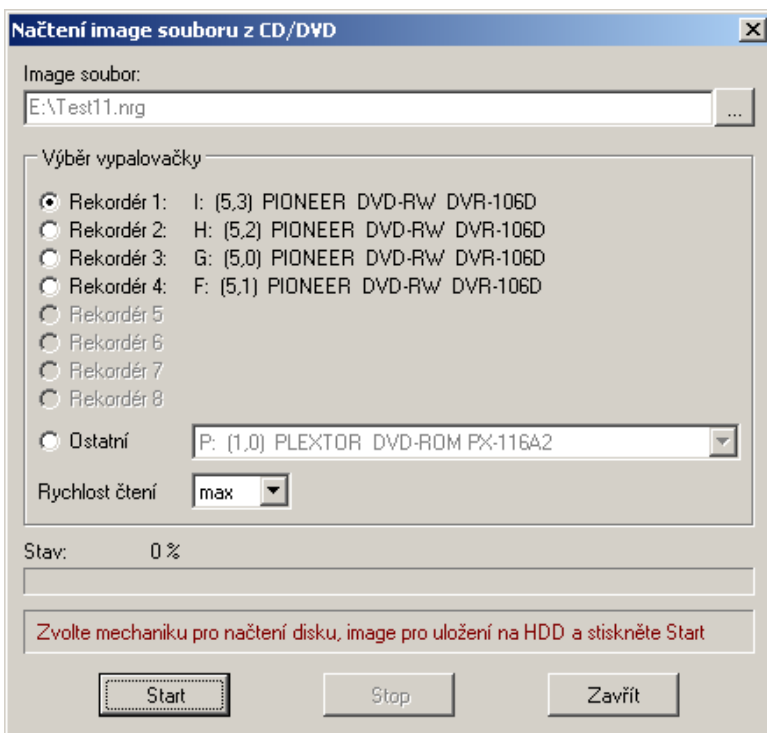 Načtení image souboru z CD/DVD
Image soubor:
E:\Test11.nrg
...
Výběr vypalovačky
Rekordér 1: I: (5,3) PIONEER DVD-RW DVR-106D
Rekordér 2: H: (5,2) PIONEER DVD-RW DVR-106D
Rekordér 3: G: (5,0) PIONEER DVD-RW DVR-106D
Rekordér 4: F: (5,1) PIONEER DVD-RW DVR-106D
Rekordér 5
Rekordér 6
Rekordér 7
Rekordér 8
Ostatní P: (1,0) PLEXTOR DVD-ROM PX-116A2
Rychlost čtení max
Stav: 0 %
Zvolte mechaniku pro načtení disku, image pro uložení na HDD a stiskněte Start
Start Stop Zavřít